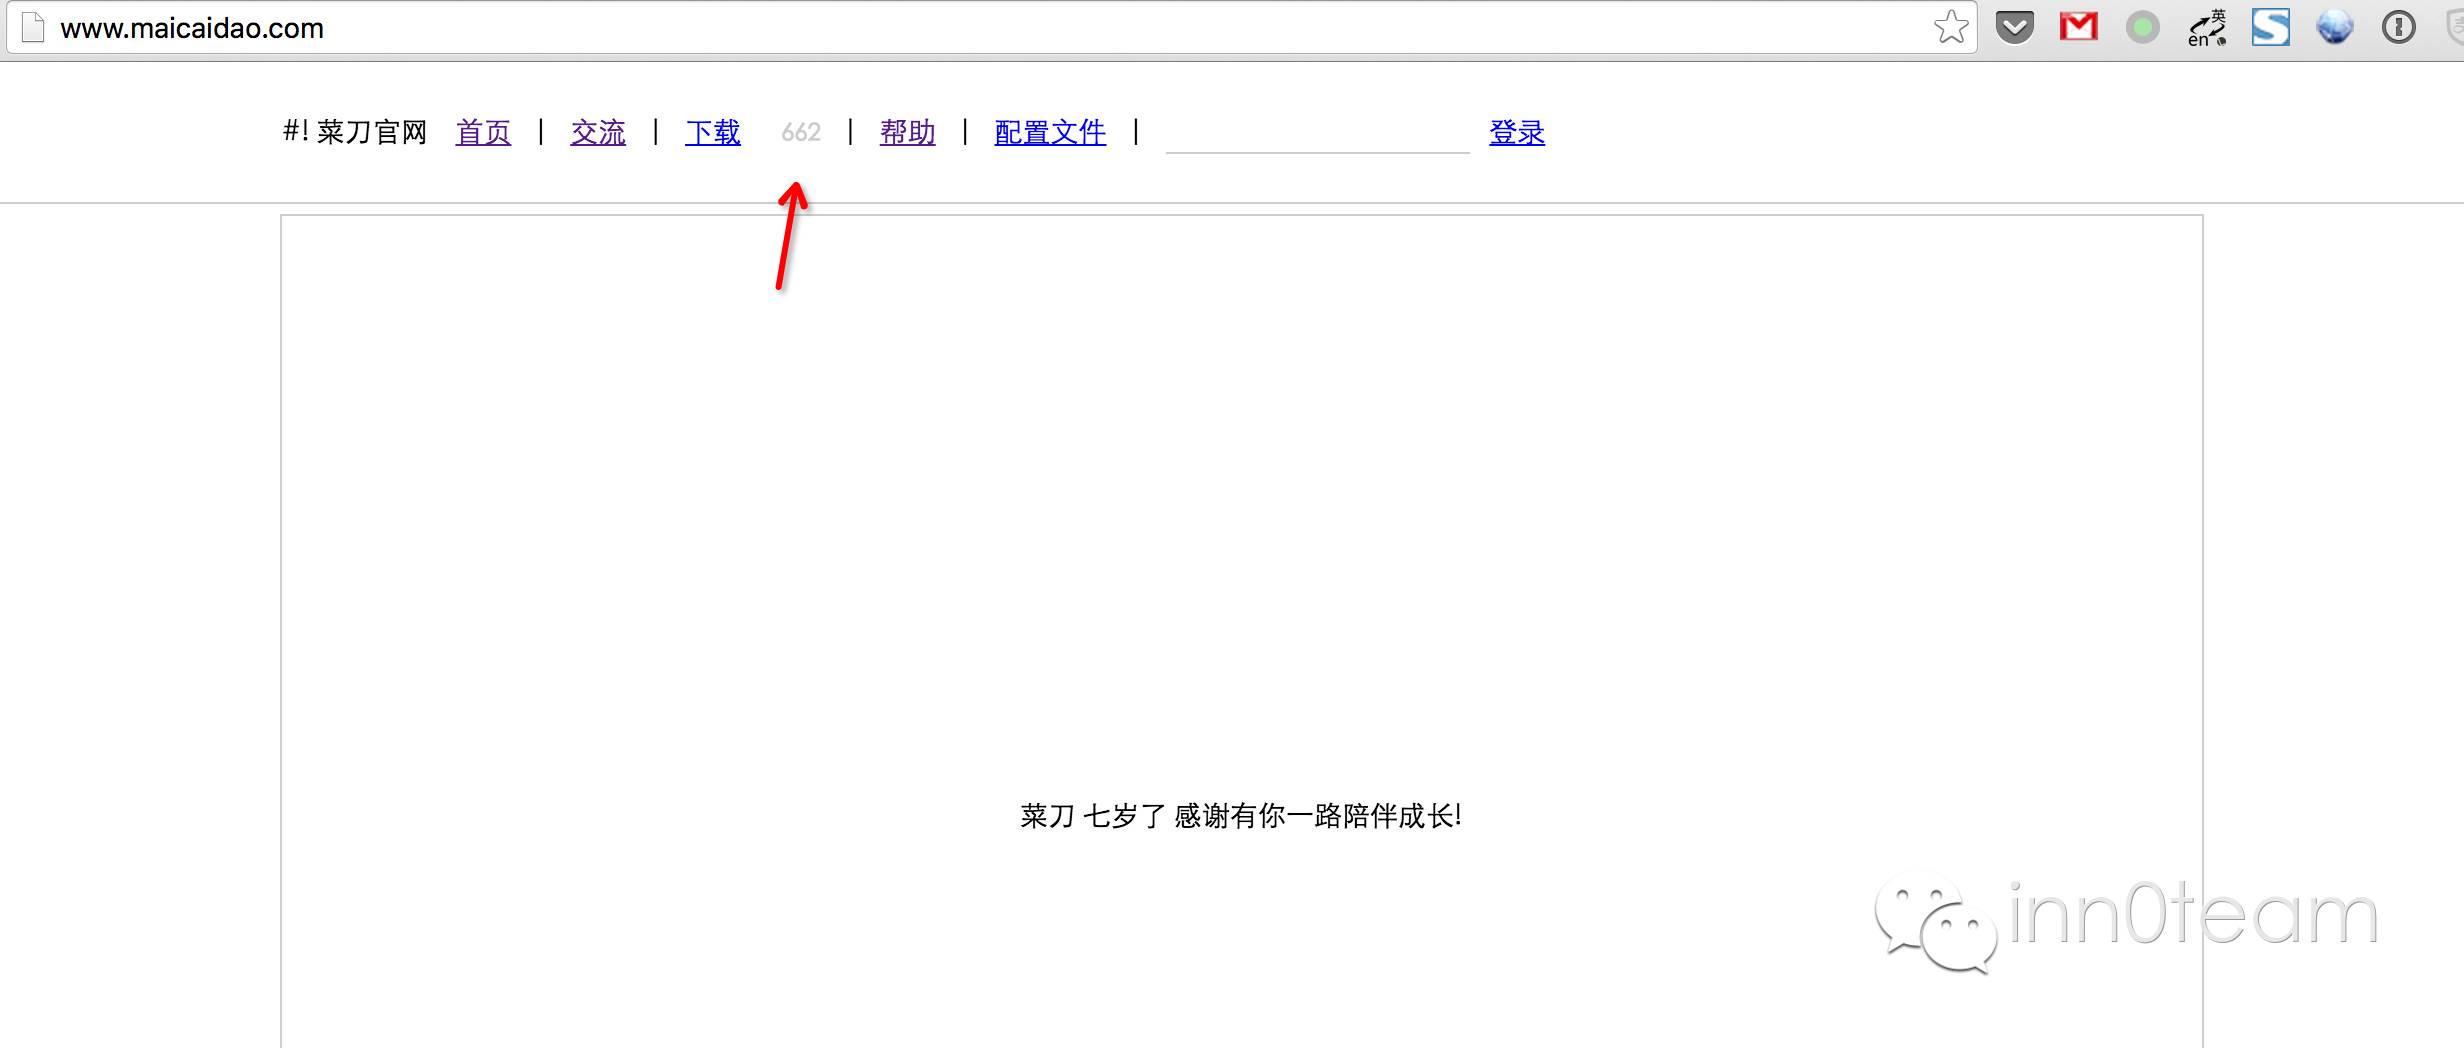 www.maicaidao.com
英
en
#! 菜刀官网 首页 | 交流 | 下载 662 | 帮助 | 配置文件 | 登录
菜刀 七岁了 感谢有你一路陪伴成长!
inn0team